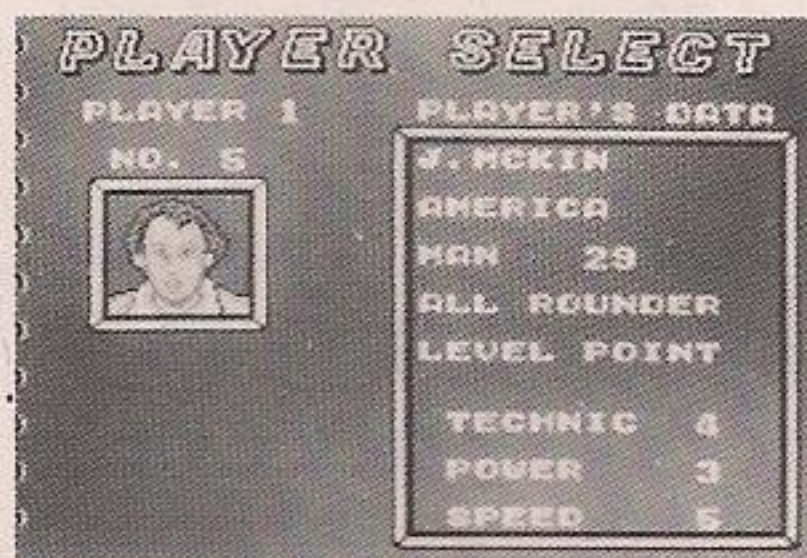 PLAYER SELECT
PLAYER 1
NO. 5
PLAYER'S DATA
J.MCKIN
AMERICA
MAN 29
ALL ROUNDER
LEVEL POINT
TECHNIC 4
POWER 3
SPEED 5